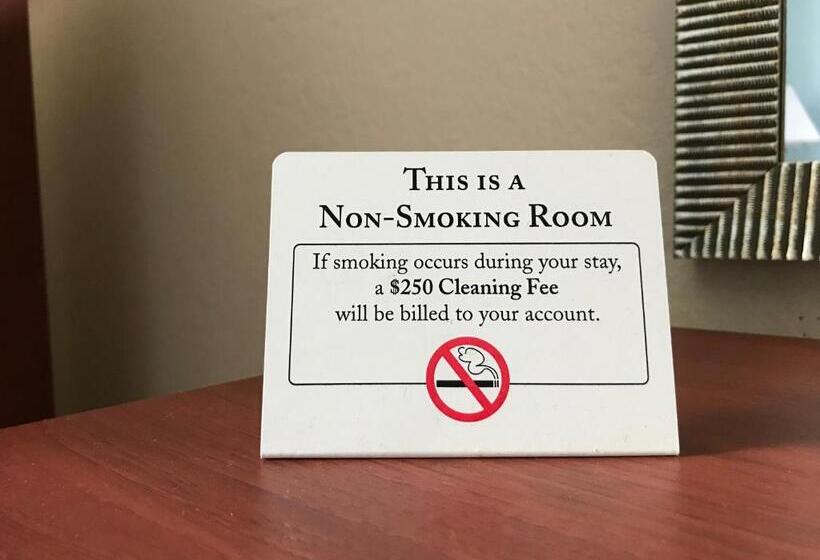 This is a
Non-Smoking Room
If smoking occurs during your stay,
a $250 Cleaning Fee
will be billed to your account.